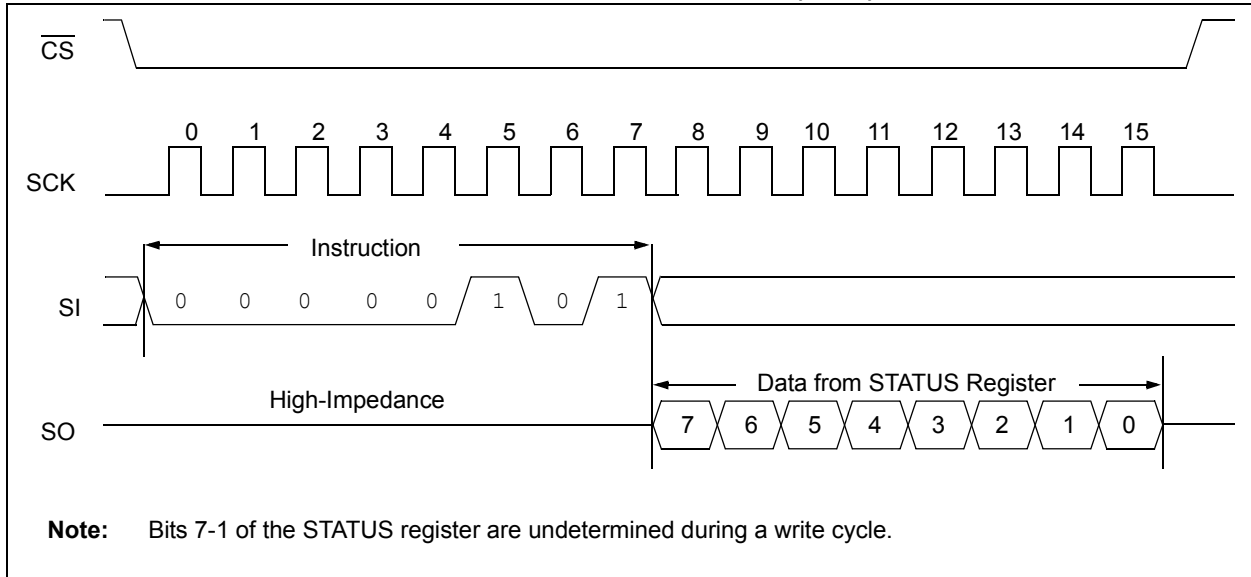 CS
0 1 2 3 4 5 6 7 8 9 10 11 12 13 14 15
SCK
Instruction
SI 0 0 0 0 0 1 0 1
Data from STATUS Register
High-Impedance
SO 7 6 5 4 3 2 1 0
Note: Bits 7-1 of the STATUS register are undetermined during a write cycle.